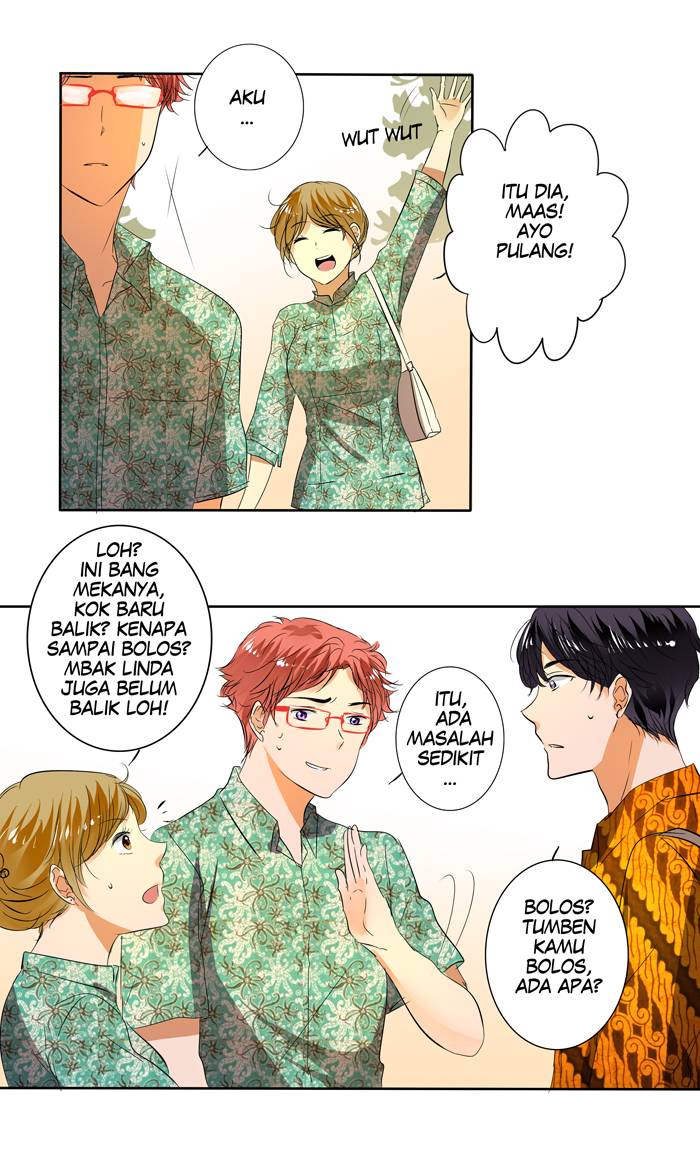 AKU
...
WUT WUT
ITU DIA,
MAAS!
AYO
PULANG!
LOH?
INI BANG
MEKANYA,
KOK BARU
BALIK? KENAPA
SAMPAI BOLOS?
MBAK LINDA
JUGA BELUM
BALIK LOH!
ITU,
ADA
MASALAH
SEDIKIT
...
BOLOS?
TUMBEN
KAMU
BOLOS,
ADA APA?